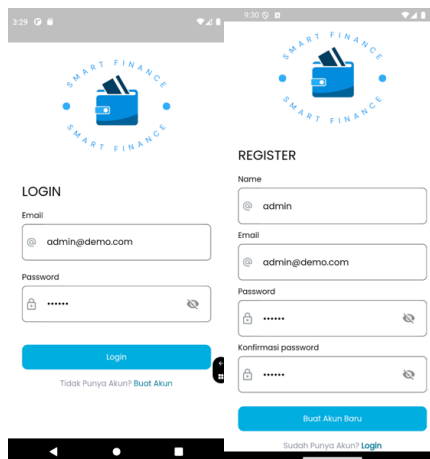 3:29
SMART FINANCE
SMART FINANCE
LOGIN
Email
@ admin@demo.com
Password
••••••
Login
Tidak Punya Akun? Buat Akun
9:30
SMART FINANCE
SMART FINANCE
REGISTER
Name
@ admin
Email
@ admin@demo.com
Password
••••••
Konfirmasi password
••••••
Buat Akun Baru
Sudah Punya Akun? Login